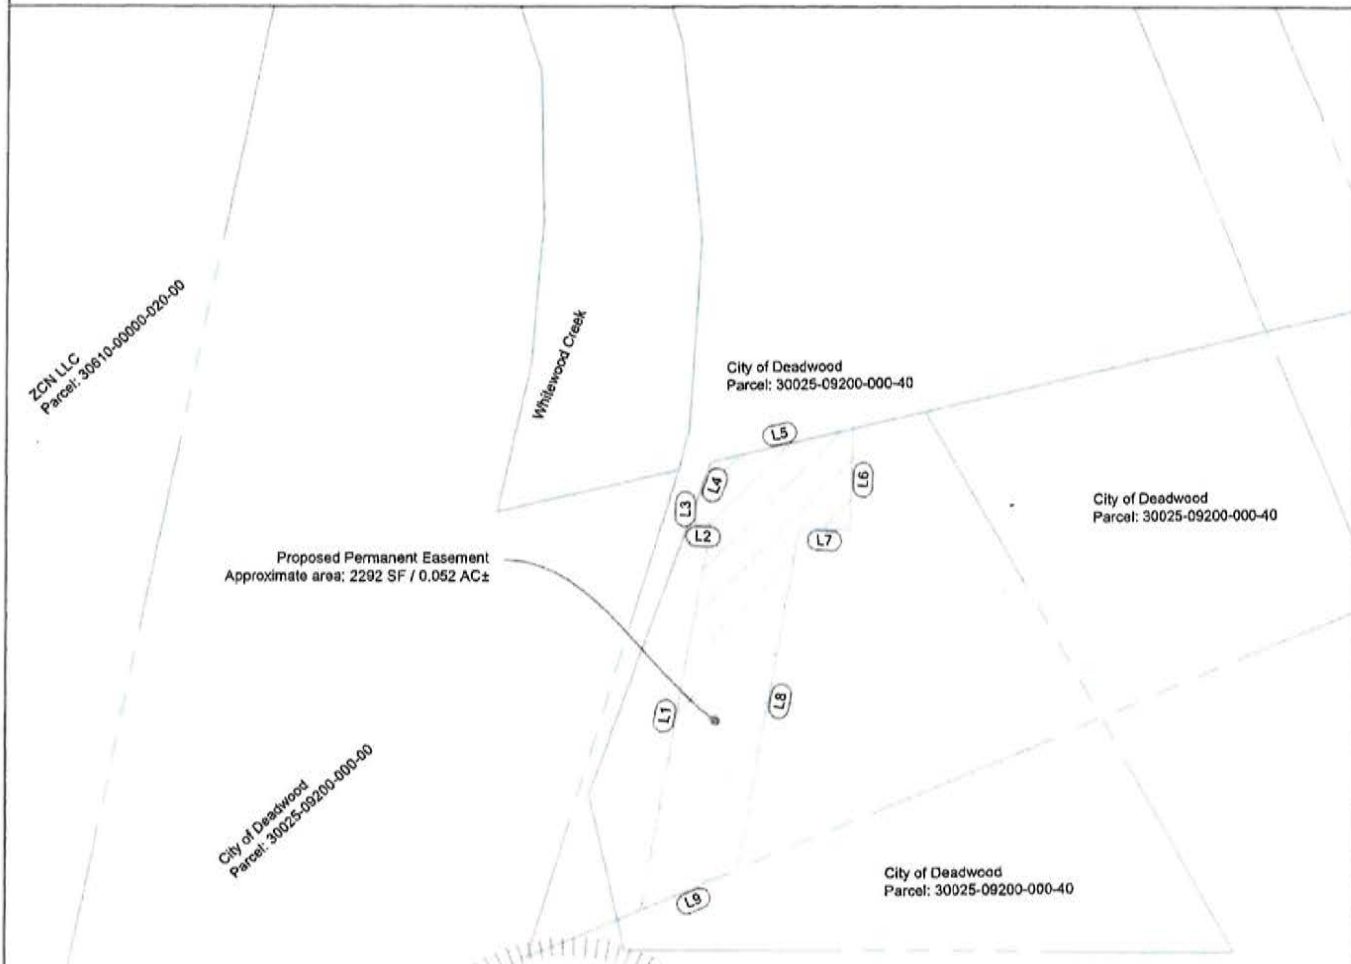 ZCN LLC
Parcel: 30610-00000-020-00
Whitewood Creek
City of Deadwood
Parcel: 30025-09200-000-40
L5
L4
L6
L3
L2
L7
City of Deadwood
Parcel: 30025-09200-000-40
Proposed Permanent Easement
Approximate area: 2292 SF / 0.052 AC±
L1
L8
City of Deadwood
Parcel: 30025-09200-000-00
City of Deadwood
Parcel: 30025-09200-000-40
L9